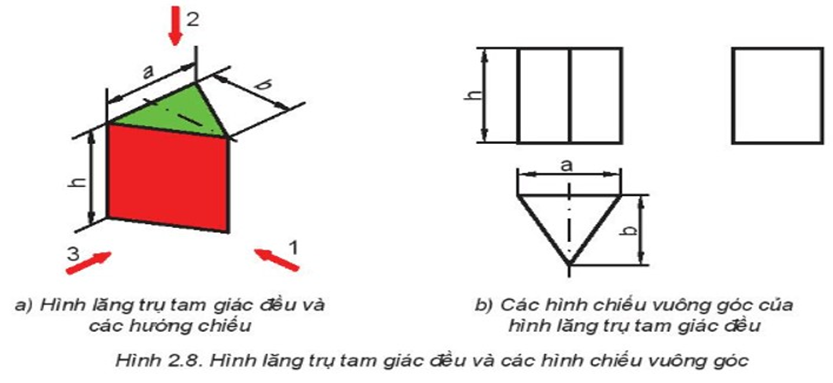 2
a
b
h
3
1
h
a
b
a) Hình lăng trụ tam giác đều và
các hướng chiếu
b) Các hình chiếu vuông góc của
hình lăng trụ tam giác đều
Hình 2.8. Hình lăng trụ tam giác đều và các hình chiếu vuông góc